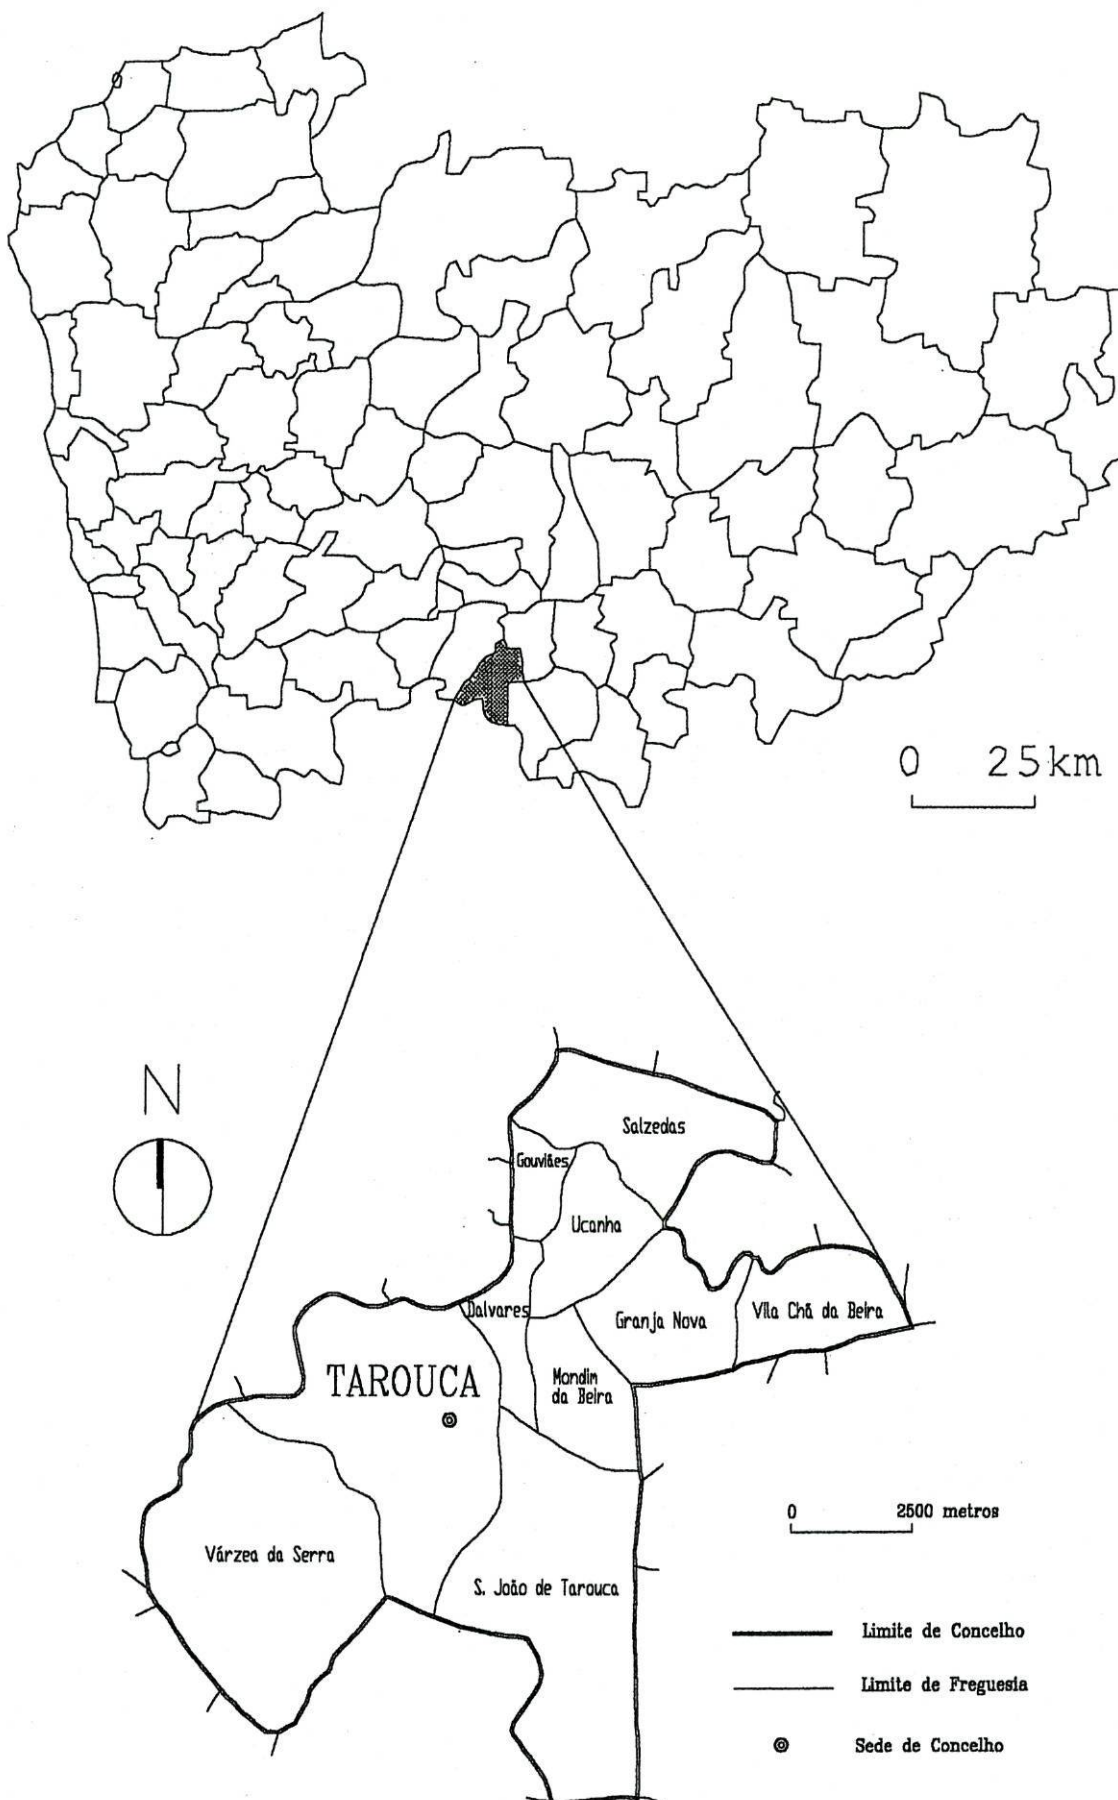 0 25km
N
Salzedas
Gouviães
Ucanha
Dalvares
Granja Nova
Vila Chã da Beira
TAROUCA
Mondim
da Beira
0 2500 metros
Várzea da Serra
S. João de Tarouca
Limite de Concelho
Limite de Freguesia
Sede de Concelho